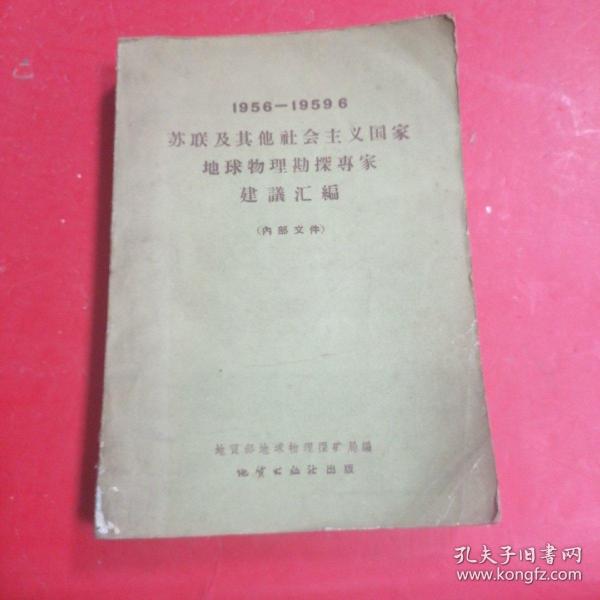 1956—1959 6
苏联及其他社会主义国家
地球物理勘探專家
建議汇編
(內部文件)
地質部地球物理探矿局編
地質出版社出版
孔夫子旧书网
www.kongfz.com